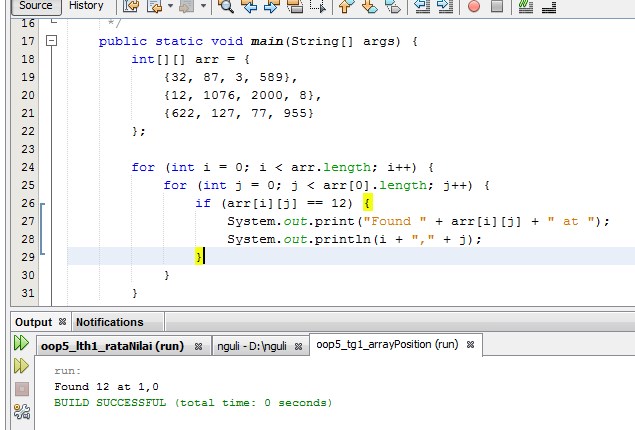 Source History
16 */
17 public static void main(String[] args) {
18 int[][] arr = {
19 {32, 87, 3, 589},
20 {12, 1076, 2000, 8},
21 {622, 127, 77, 955}
22 };
23
24 for (int i = 0; i < arr.length; i++) {
25 for (int j = 0; j < arr[0].length; j++) {
26 if (arr[i][j] == 12) {
27 System.out.print("Found " + arr[i][j] + " at ");
28 System.out.println(i + "," + j);
29 }
30 }
31 }
Output Notifications
oop5_lth1_rataNilai (run) nguli - D:\nguli oop5_tg1_arrayPosition (run)
run:
Found 12 at 1,0
BUILD SUCCESSFUL (total time: 0 seconds)